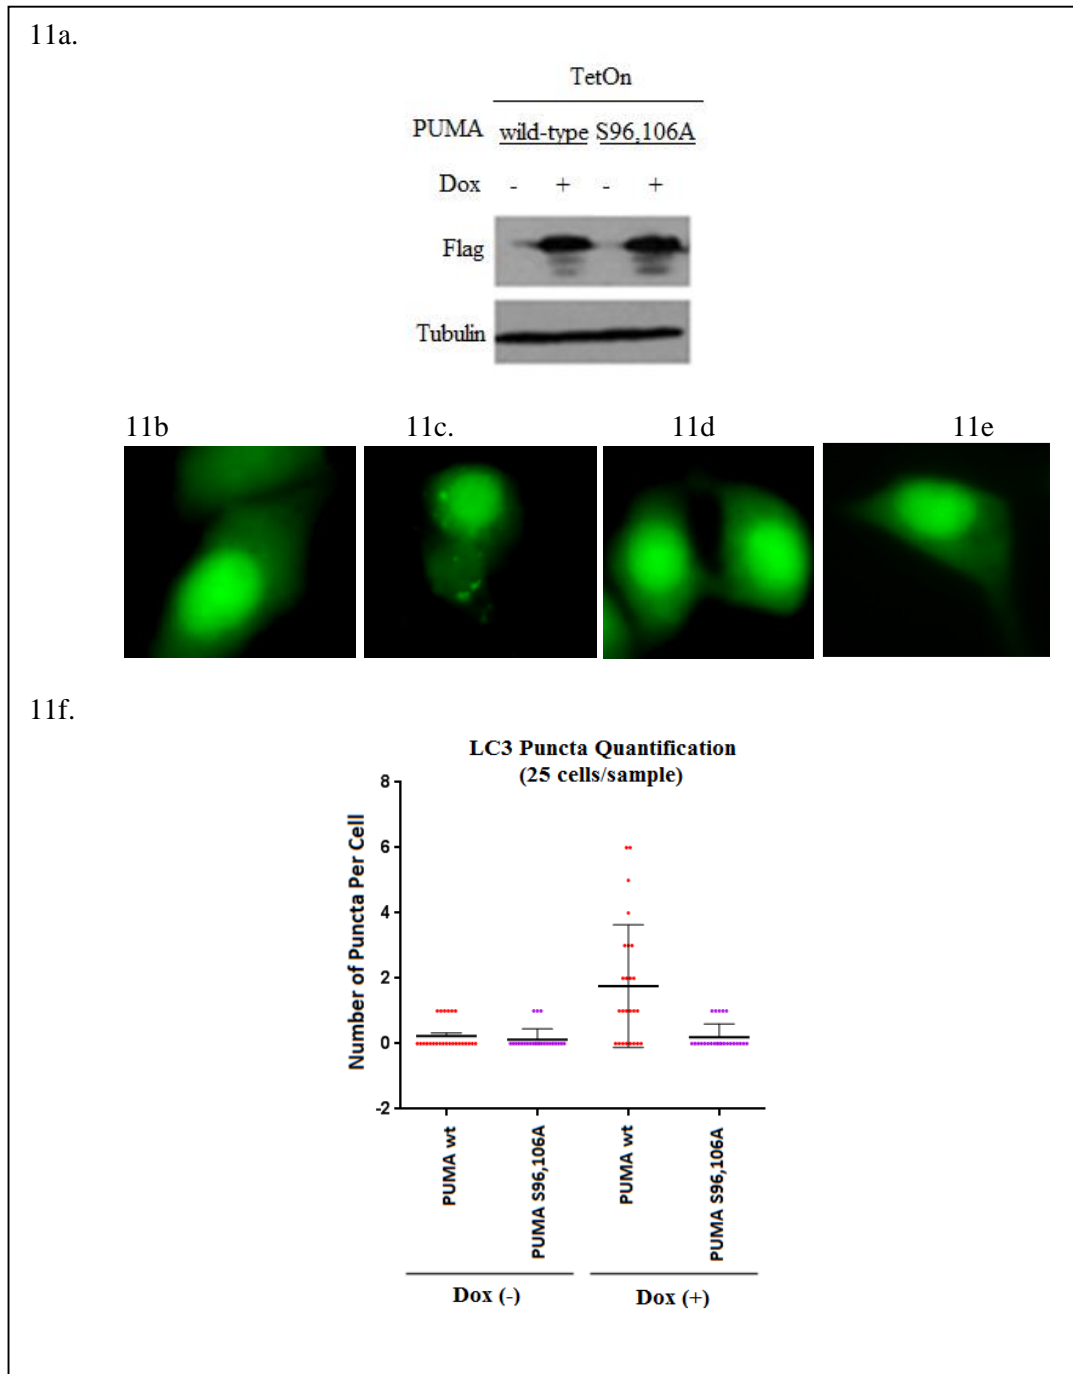 11a.
TetOn
PUMA wild-type S96,106A
Dox - + - +
Flag
Tubulin
11b 11c. 11d 11e
11f.
LC3 Puncta Quantification
(25 cells/sample)
Number of Puncta Per Cell
8
6
4
2
0
-2
PUMA wt
PUMA S96,106A
PUMA wt
PUMA S96,106A
Dox (-) Dox (+)